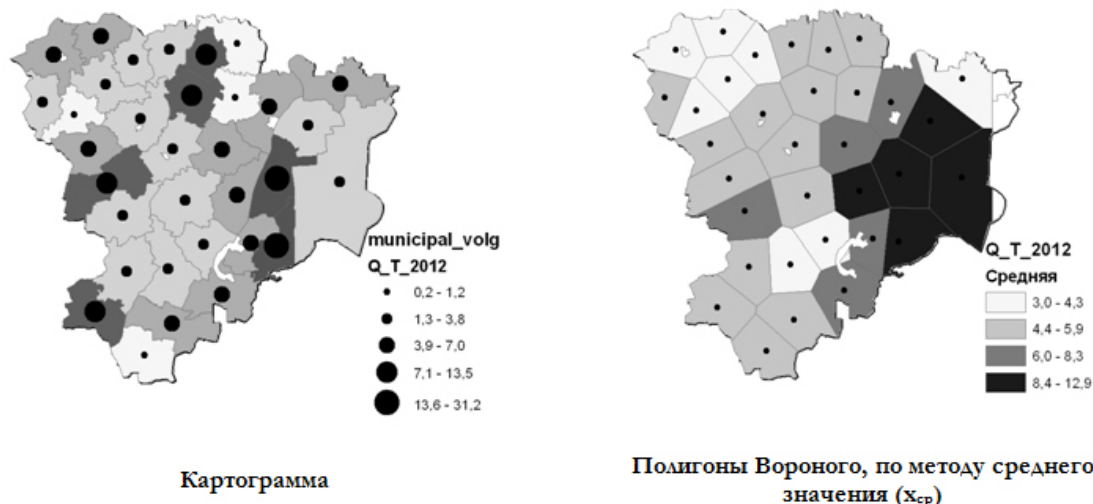 municipal_volg
Q_T_2012
0,2 - 1,2
1,3 - 3,8
3,9 - 7,0
7,1 - 13,5
13,6 - 31,2
Картограмма
Q_T_2012
Средняя
3,0 - 4,3
4,4 - 5,9
6,0 - 8,3
8,4 - 12,9
Полигоны Вороного, по методу среднего
значения (xср)